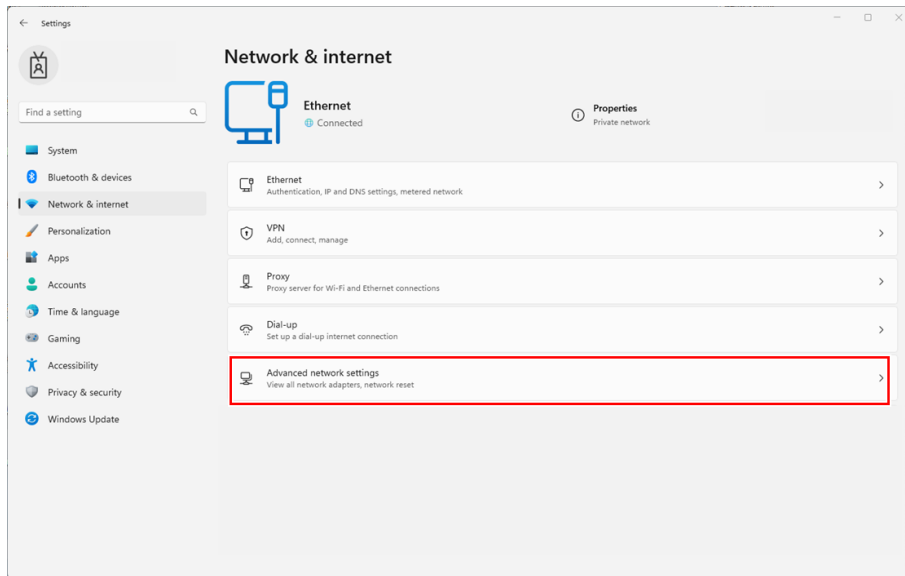 Settings
Find a setting
System
Bluetooth & devices
Network & internet
Personalization
Apps
Accounts
Time & language
Gaming
Accessibility
Privacy & security
Windows Update
Network & internet
Ethernet
Connected
Properties
Private network
Ethernet
Authentication, IP and DNS settings, metered network
VPN
Add, connect, manage
Proxy
Proxy server for Wi-Fi and Ethernet connections
Dial-up
Set up a dial-up internet connection
Advanced network settings
View all network adapters, network reset